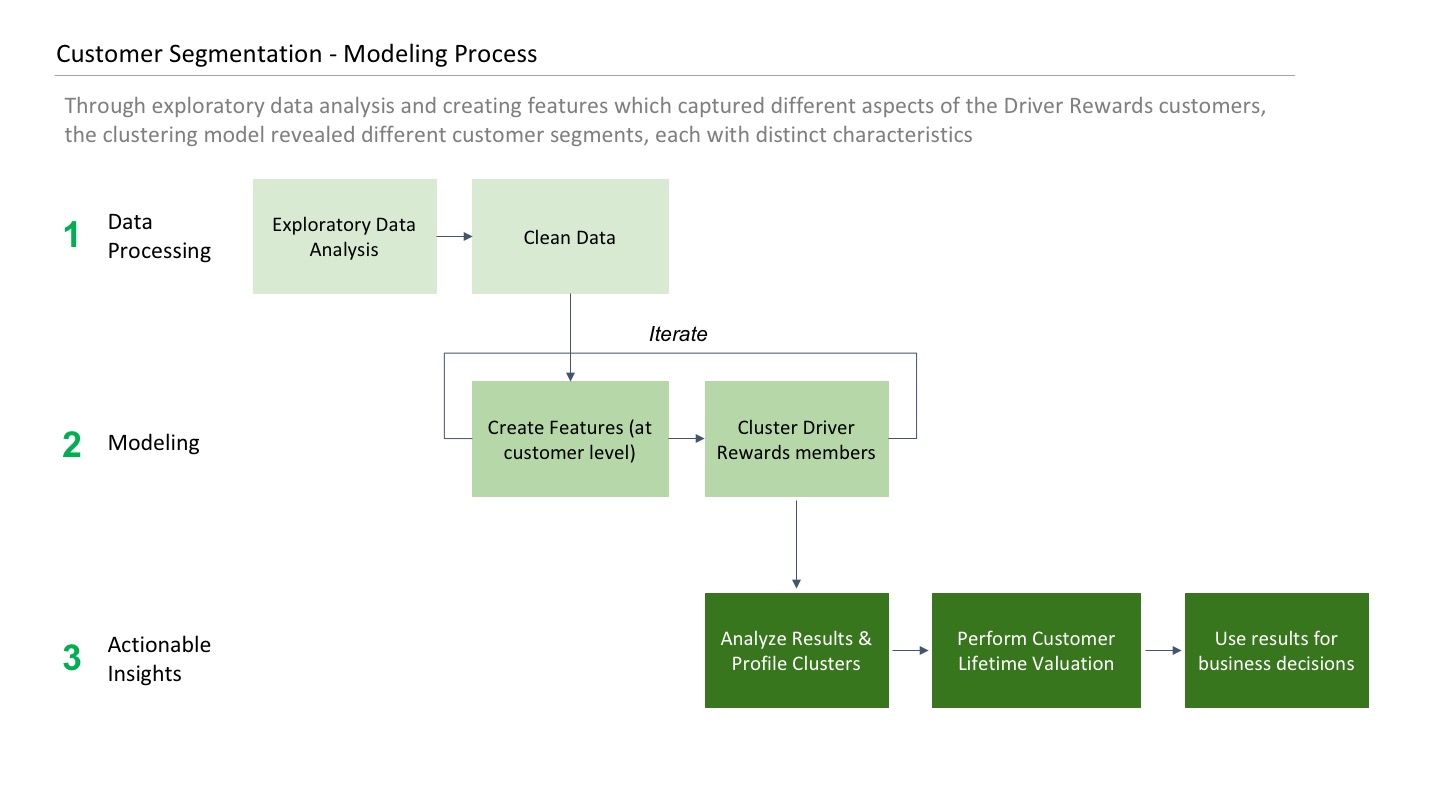 Customer Segmentation - Modeling Process
Through exploratory data analysis and creating features which captured different aspects of the Driver Rewards customers,
the clustering model revealed different customer segments, each with distinct characteristics
1
Data
Processing
Exploratory Data
Analysis
Clean Data
Iterate
2
Modeling
Create Features (at
customer level)
Cluster Driver
Rewards members
3
Actionable
Insights
Analyze Results &
Profile Clusters
Perform Customer
Lifetime Valuation
Use results for
business decisions